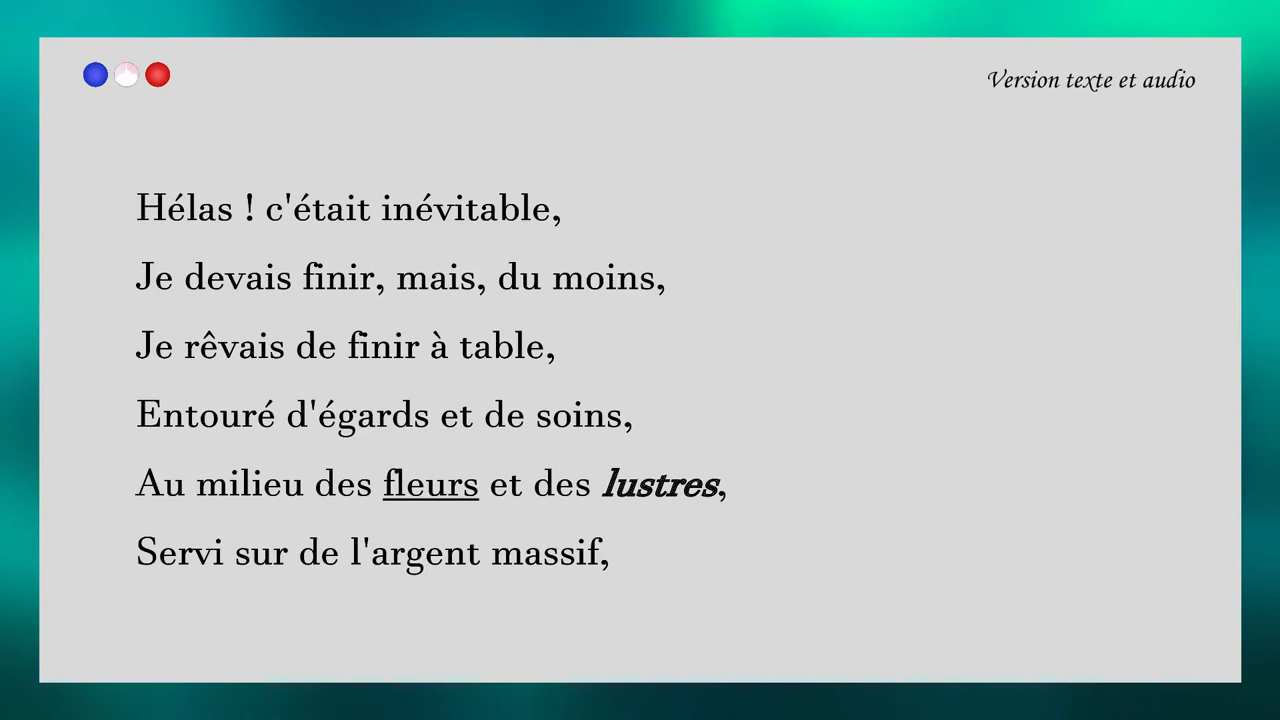 Version texte et audio
Hélas ! c'était inévitable,
Je devais finir, mais, du moins,
Je rêvais de finir à table,
Entouré d'égards et de soins,
Au milieu des fleurs et des lustres,
Servi sur de l'argent massif,